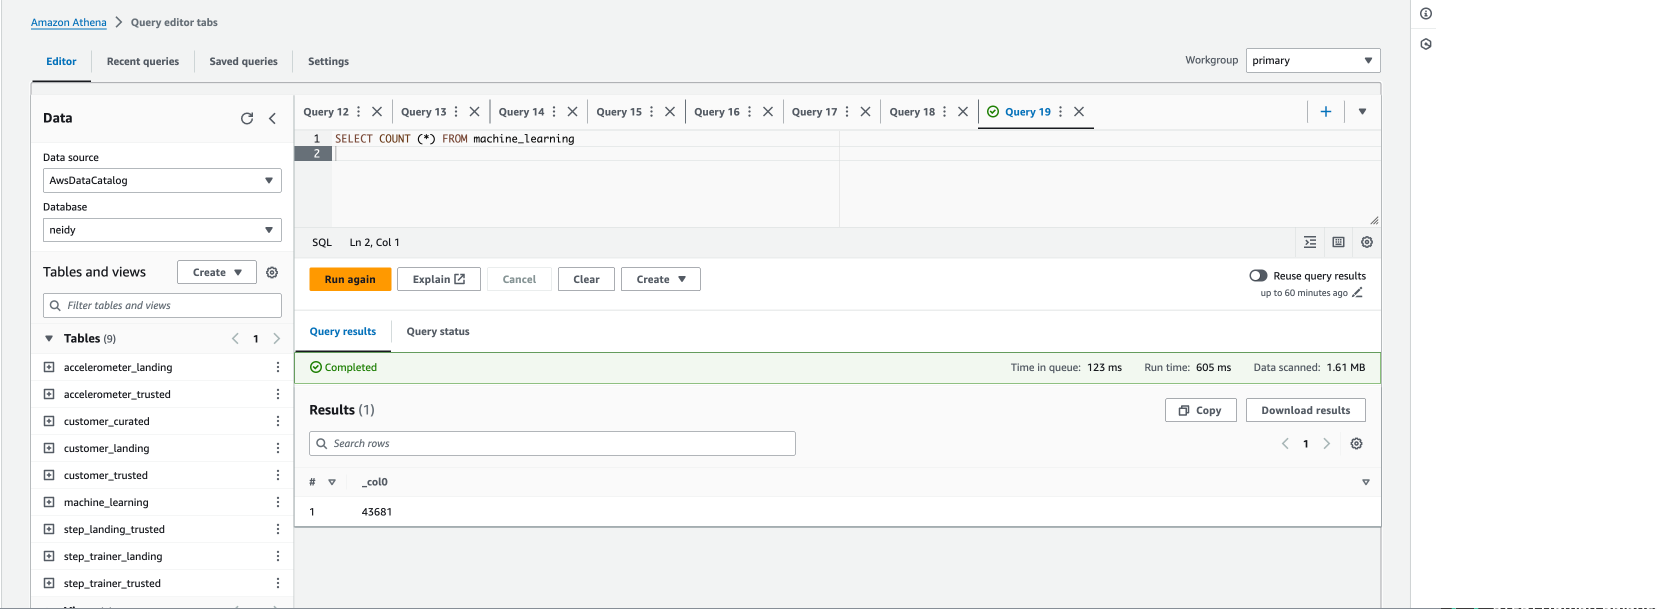 Amazon Athena > Query editor tabs
Editor Recent queries Saved queries Settings
Workgroup primary
Data
Data source
AwsDataCatalog
Database
neidy
Tables and views Create
Filter tables and views
Tables (9) 1
accelerometer_landing
accelerometer_trusted
customer_curated
customer_landing
customer_trusted
machine_learning
step_landing_trusted
step_trainer_landing
step_trainer_trusted
Query 12 Query 13 Query 14 Query 15 Query 16 Query 17 Query 18 Query 19
1 SELECT COUNT (*) FROM machine_learning
2
SQL Ln 2, Col 1
Run again Explain Cancel Clear Create
Reuse query results
up to 60 minutes ago
Query results Query status
Completed Time in queue: 123 ms Run time: 605 ms Data scanned: 1.61 MB
Results (1) Copy Download results
Search rows 1
# _col0
1 43681